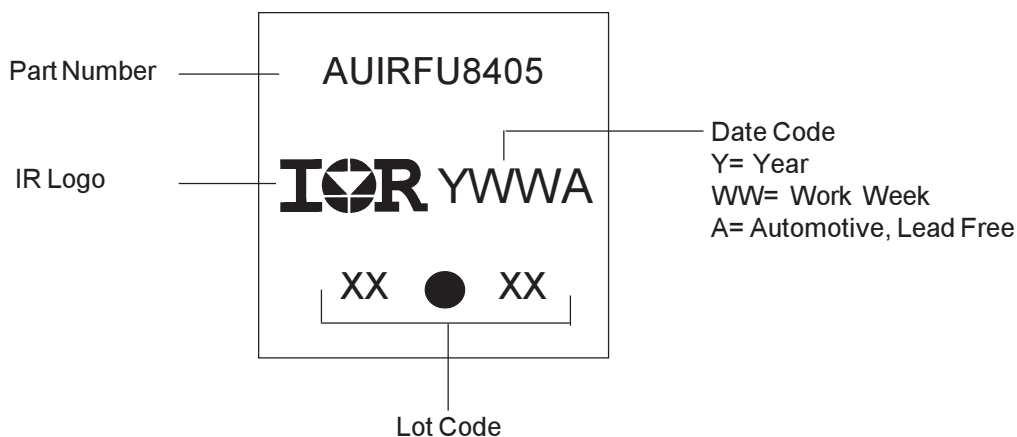 Part Number
AUIRFU8405
IR Logo
IOR YWWA
Date Code
Y= Year
WW= Work Week
A= Automotive, Lead Free
XX XX
Lot Code